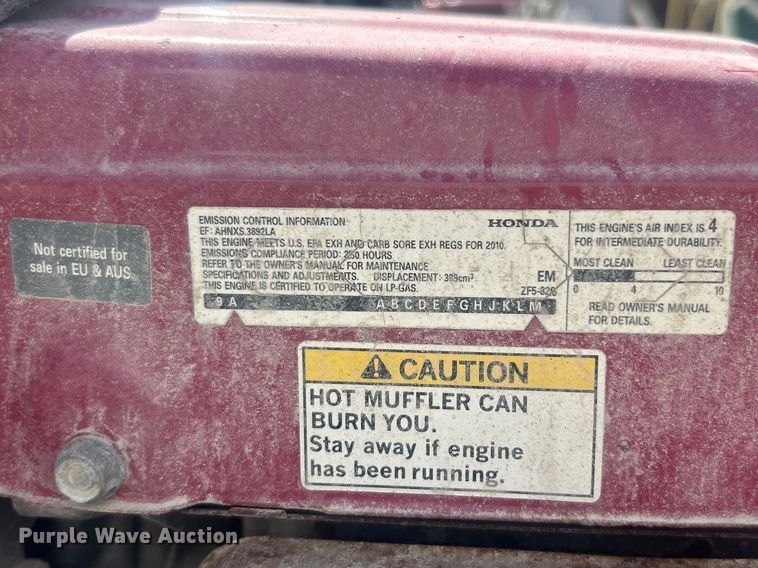 Not certified for
sale in EU & AUS.
EMISSION CONTROL INFORMATION HONDA
EF: AHNXS.3892LA
THIS ENGINE MEETS U.S. EPA EXH AND CARB SORE EXH REGS FOR 2010.
EMISSIONS COMPLIANCE PERIOD: 250 HOURS
REFER TO THE OWNER'S MANUAL FOR MAINTENANCE
SPECIFICATIONS AND ADJUSTMENTS. DISPLACEMENT: 389cm³ EM
THIS ENGINE IS CERTIFIED TO OPERATE ON LP-GAS. ZF5-828
9 A A B C D E F G H J K L M
THIS ENGINE'S AIR INDEX IS 4
FOR INTERMEDIATE DURABILITY.
MOST CLEAN LEAST CLEAN
0 4 10
READ OWNER'S MANUAL
FOR DETAILS.
CAUTION
HOT MUFFLER CAN
BURN YOU.
Stay away if engine
has been running.
Purple Wave Auction.